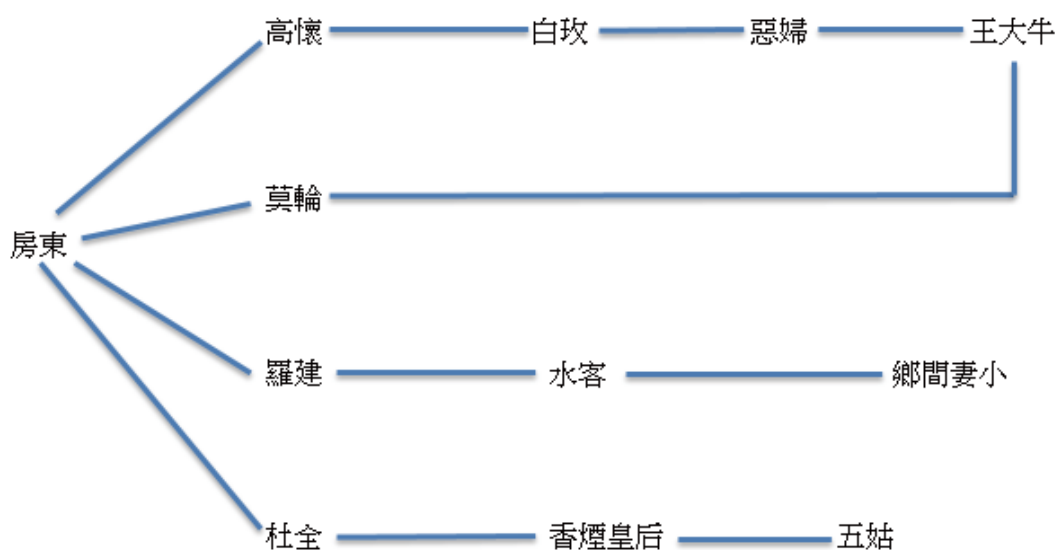 高懷 白玫 惡婦 王大牛
莫輪
房東
羅建 水客 鄉間妻小
杜全 香煙皇后 五姑